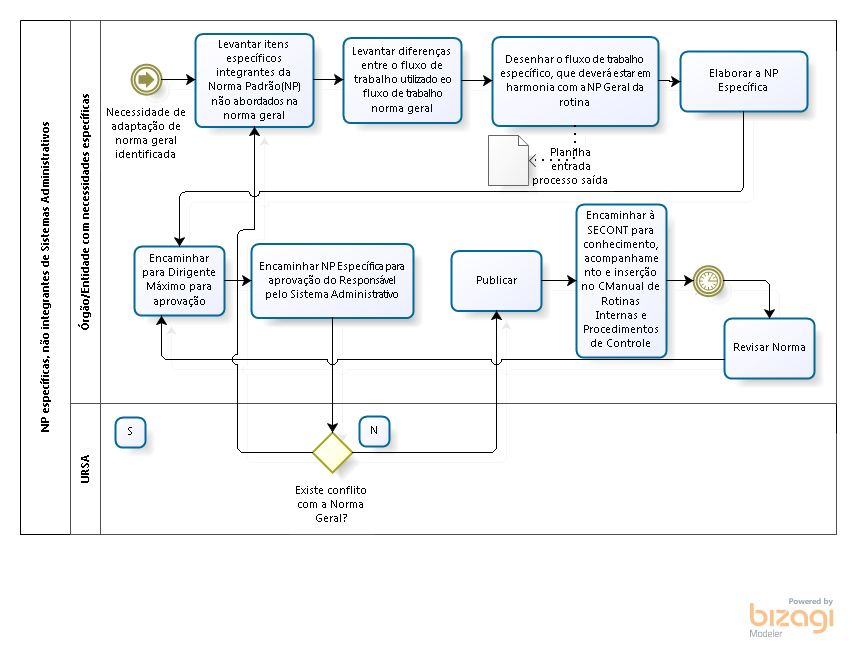 NP específicas, não integrantes de Sistemas Administrativos
Órgão/Entidade com necessidades específicas
Necessidade de
adaptação de
norma geral
identificada
Levantar itens
específicos
integrantes da
Norma Padrão(NP)
não abordados na
norma geral
Levantar diferenças
entre o fluxo de
trabalho utilizado eo
fluxo de trabalho
norma geral
Desenhar o fluxo de trabalho
específico, que deverá estar em
harmonia com a NP Geral da
rotina
Elaborar a NP
Específica
Planilha
entrada
processo saída
Encaminhar
para Dirigente
Máximo para
aprovação
Encaminhar NP Específica para
aprovação do Responsável
pelo Sistema Administrativo
Publicar
Encaminhar à
SECONT para
conhecimento,
acompanhame
nto e inserção
no CManual de
Rotinas
Internas e
Procedimentos
de Controle
Revisar Norma
URSA
S
N
Existe conflito
com a Norma
Geral?
Powered by
bizagi
Modeler